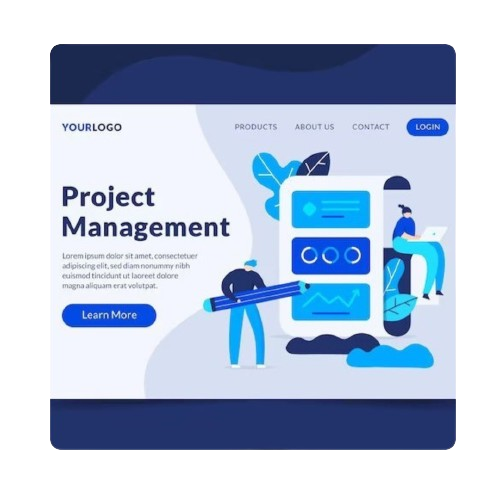 YOURLOGO
PRODUCTS ABOUT US CONTACT LOGIN
Project
Management
Lorem ipsum dolor sit amet, consectetuer
adipiscing elit, sed diam nonummy nibh
euismod tincidunt ut laoreet dolore
magna aliquam erat volutpat.
Learn More